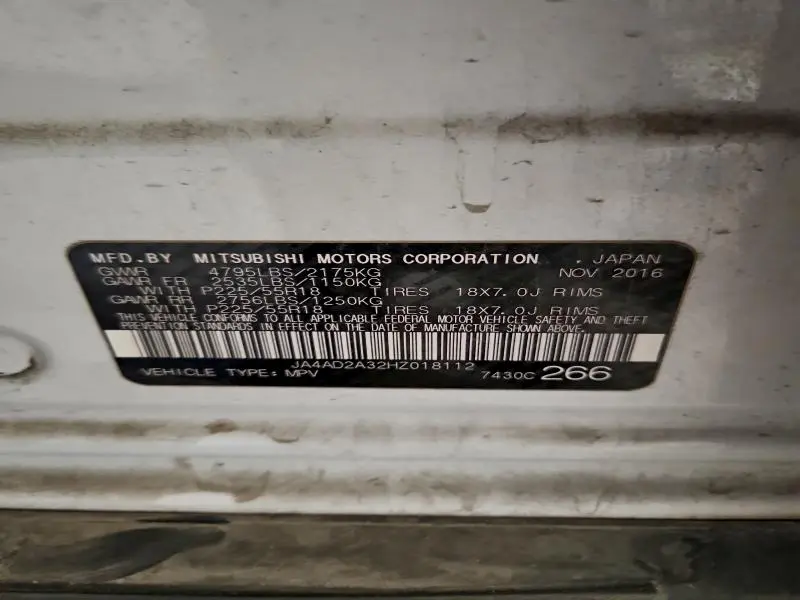 MFD.BY MITSUBISHI MOTORS CORPORATION . JAPAN
GVWR 4795LBS/2175KG NOV 2016
GAWR FR 2535LBS/1150KG
WITH P225/55R18 TIRES 18X7.0J RIMS
GAWR RR 2756LBS/1250KG
WITH P225/55R18 TIRES 18X7.0J RIMS
THIS VEHICLE CONFORMS TO ALL APPLICABLE FEDERAL MOTOR VEHICLE SAFETY AND THEFT
PREVENTION STANDARDS IN EFFECT ON THE DATE OF MANUFACTURE SHOWN ABOVE.
JA4AD2A32HZ018112
VEHICLE TYPE: MPV 7430C 266